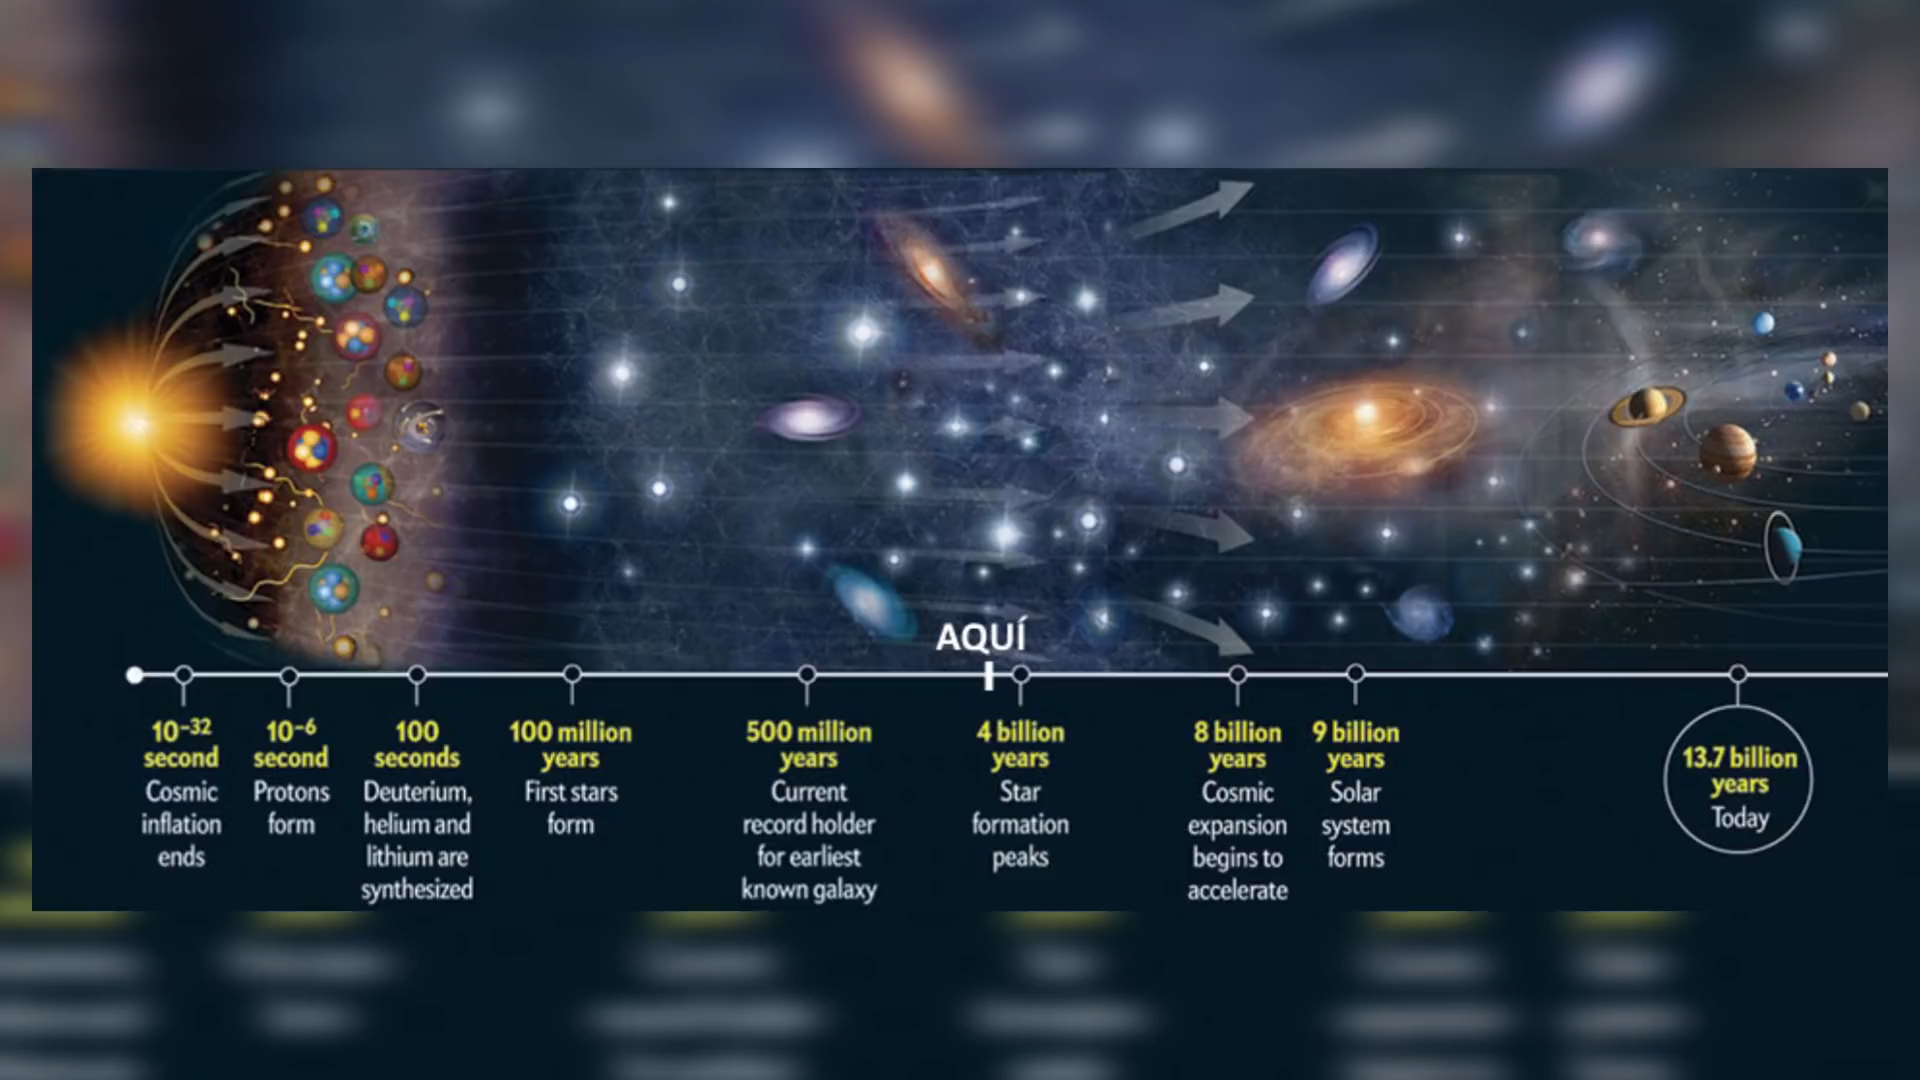 AQUÍ
10–32
second
Cosmic
inflation
ends
10–6
second
Protons
form
100
seconds
Deuterium,
helium and
lithium are
synthesized
100 million
years
First stars
form
500 million
years
Current
record holder
for earliest
known galaxy
4 billion
years
Star
formation
peaks
8 billion
years
Cosmic
expansion
begins to
accelerate
9 billion
years
Solar
system
forms
13.7 billion
years
Today